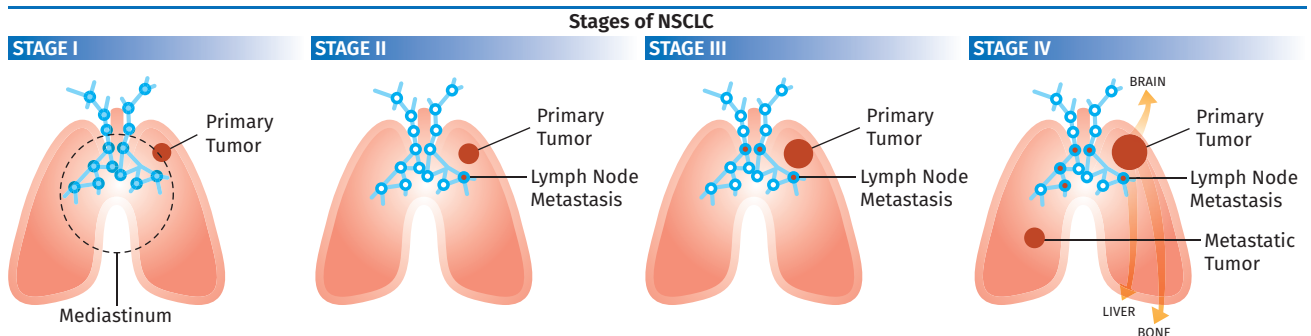 Stages of NSCLC
STAGE I
Primary
Tumor
Mediastinum
STAGE II
Primary
Tumor
Lymph Node
Metastasis
STAGE III
Primary
Tumor
Lymph Node
Metastasis
STAGE IV
BRAIN
Primary
Tumor
Lymph Node
Metastasis
Metastatic
Tumor
LIVER
BONE